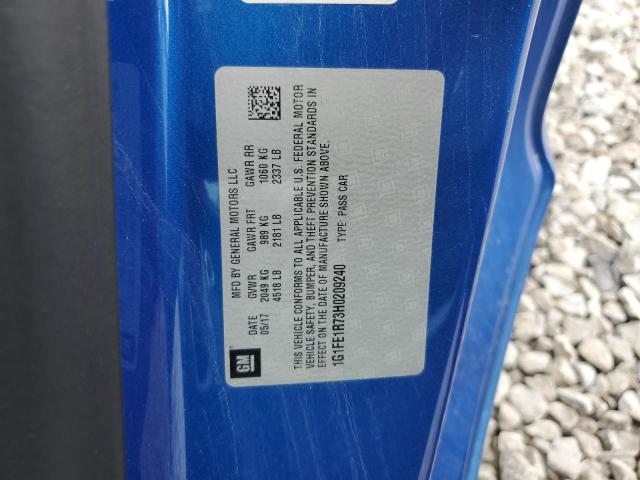 MFD BY GENERAL MOTORS LLC
DATE GVWR GAWR FRT GAWR RR
05/17 2049 KG 989 KG 1060 KG
4518 LB 2181 LB 2337 LB
THIS VEHICLE CONFORMS TO ALL APPLICABLE U.S. FEDERAL MOTOR
VEHICLE SAFETY, BUMPER, AND THEFT PREVENTION STANDARDS IN
EFFECT ON THE DATE OF MANUFACTURE SHOWN ABOVE.
1G1FE1R73H0209240 TYPE: PASS CAR
GM